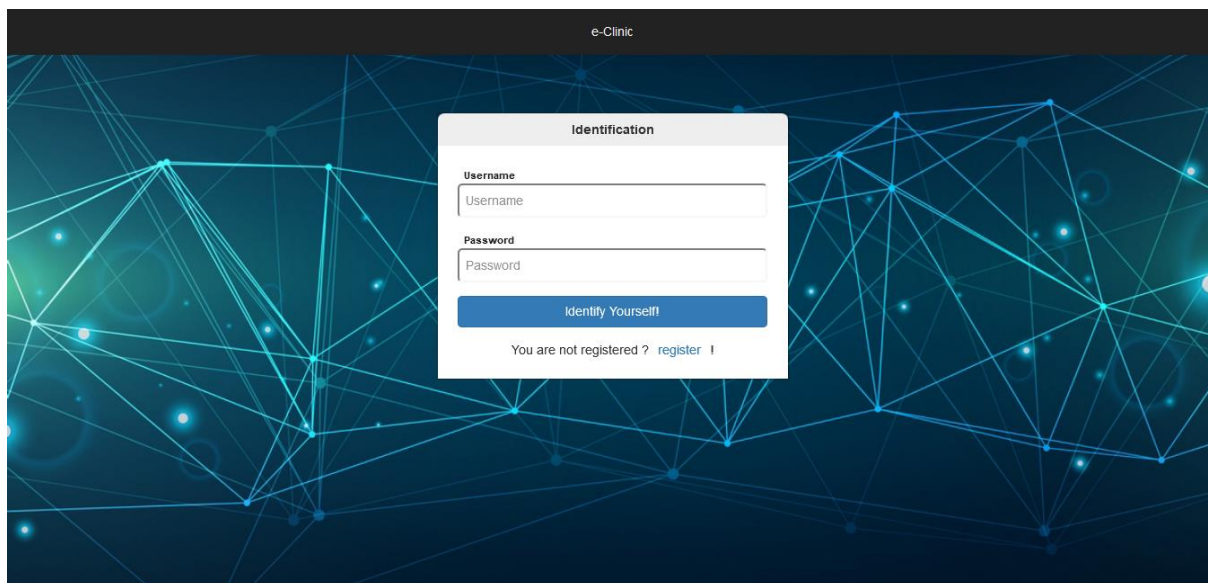 e-Clinic
Identification
Username
Username
Password
Password
Identify Yourself!
You are not registered ? register !